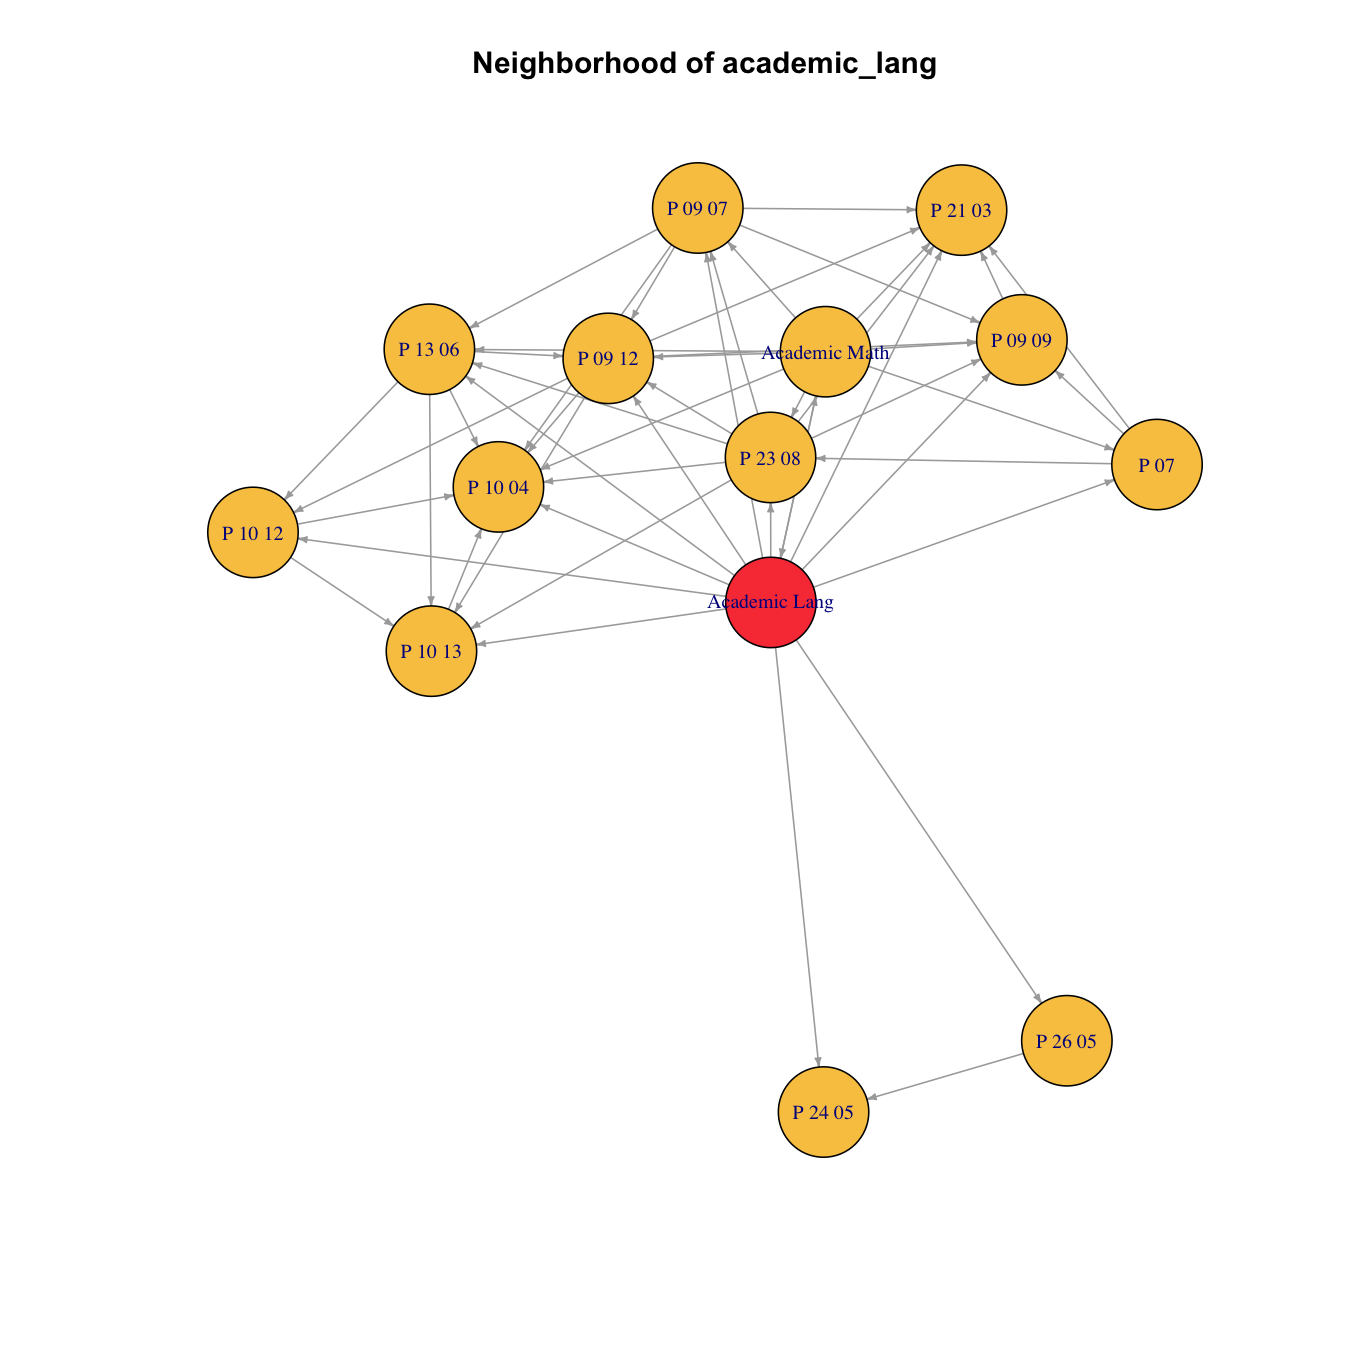 Neighborhood of academic_lang
P 09 07
P 21 03
P 13 06
P 09 12
Academic Math
P 09 09
P 23 08
P 07
P 10 04
P 10 12
Academic Lang
P 10 13
P 26 05
P 24 05